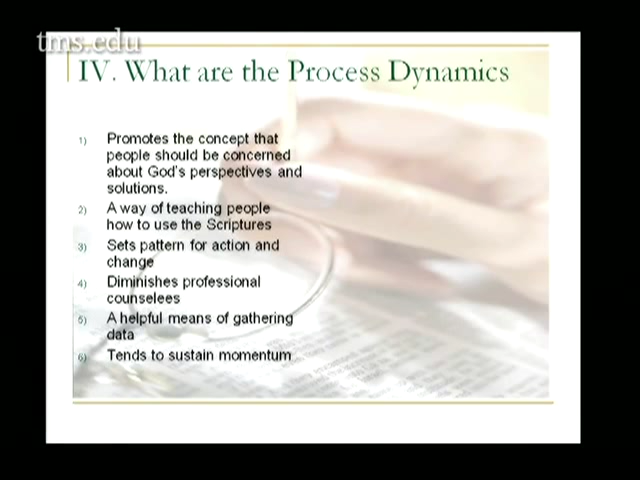 tms.edu
IV. What are the Process Dynamics
1) Promotes the concept that
people should be concerned
about God's perspectives and
solutions.
2) A way of teaching people
how to use the Scriptures
3) Sets pattern for action and
change
4) Diminishes professional
counselees
5) A helpful means of gathering
data
6) Tends to sustain momentum